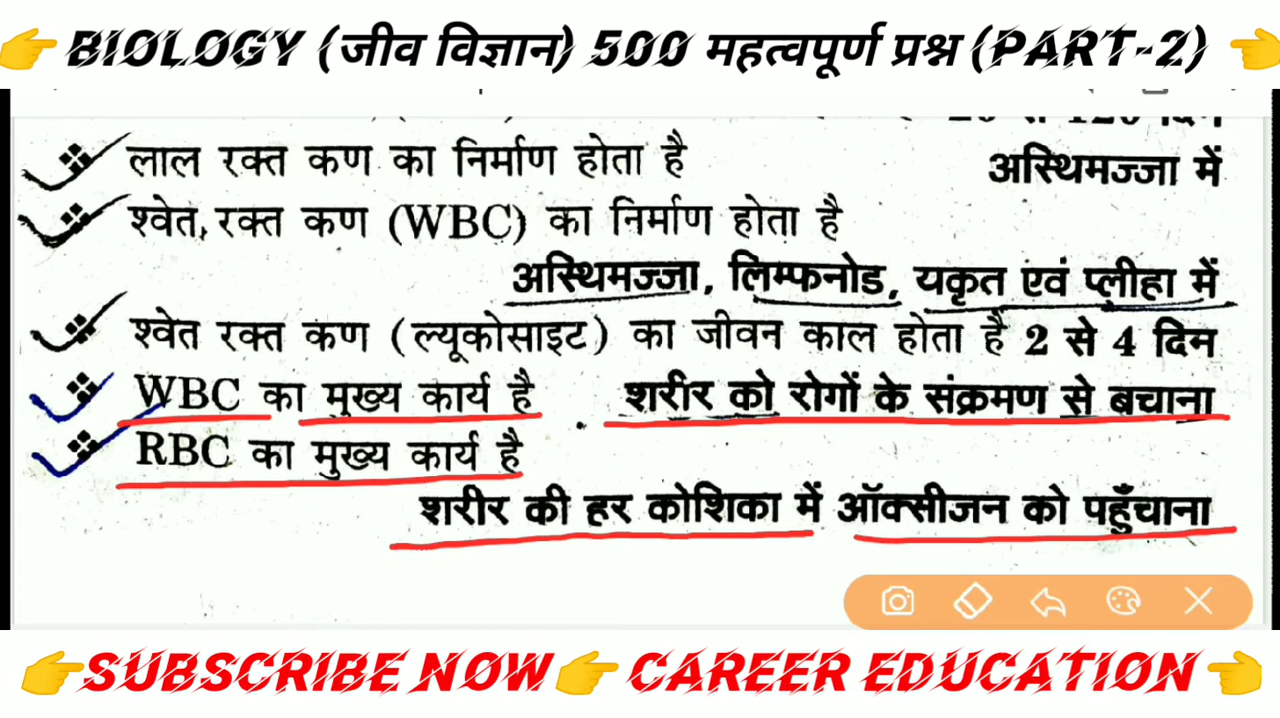 👉 BIOLOGY (जीव विज्ञान) 500 महत्वपूर्ण प्रश्न (PART-2) 👈
लाल रक्त कण का निर्माण होता है अस्थिमज्जा में
श्वेत रक्त कण (WBC) का निर्माण होता है
अस्थिमज्जा, लिम्फनोड, यकृत एवं प्लीहा में
श्वेत रक्त कण (ल्यूकोसाइट) का जीवन काल होता है 2 से 4 दिन
WBC का मुख्य कार्य है शरीर को रोगों के संक्रमण से बचाना
RBC का मुख्य कार्य है
शरीर की हर कोशिका में ऑक्सीजन को पहुँचाना
👉SUBSCRIBE NOW👉 CAREER EDUCATION👈